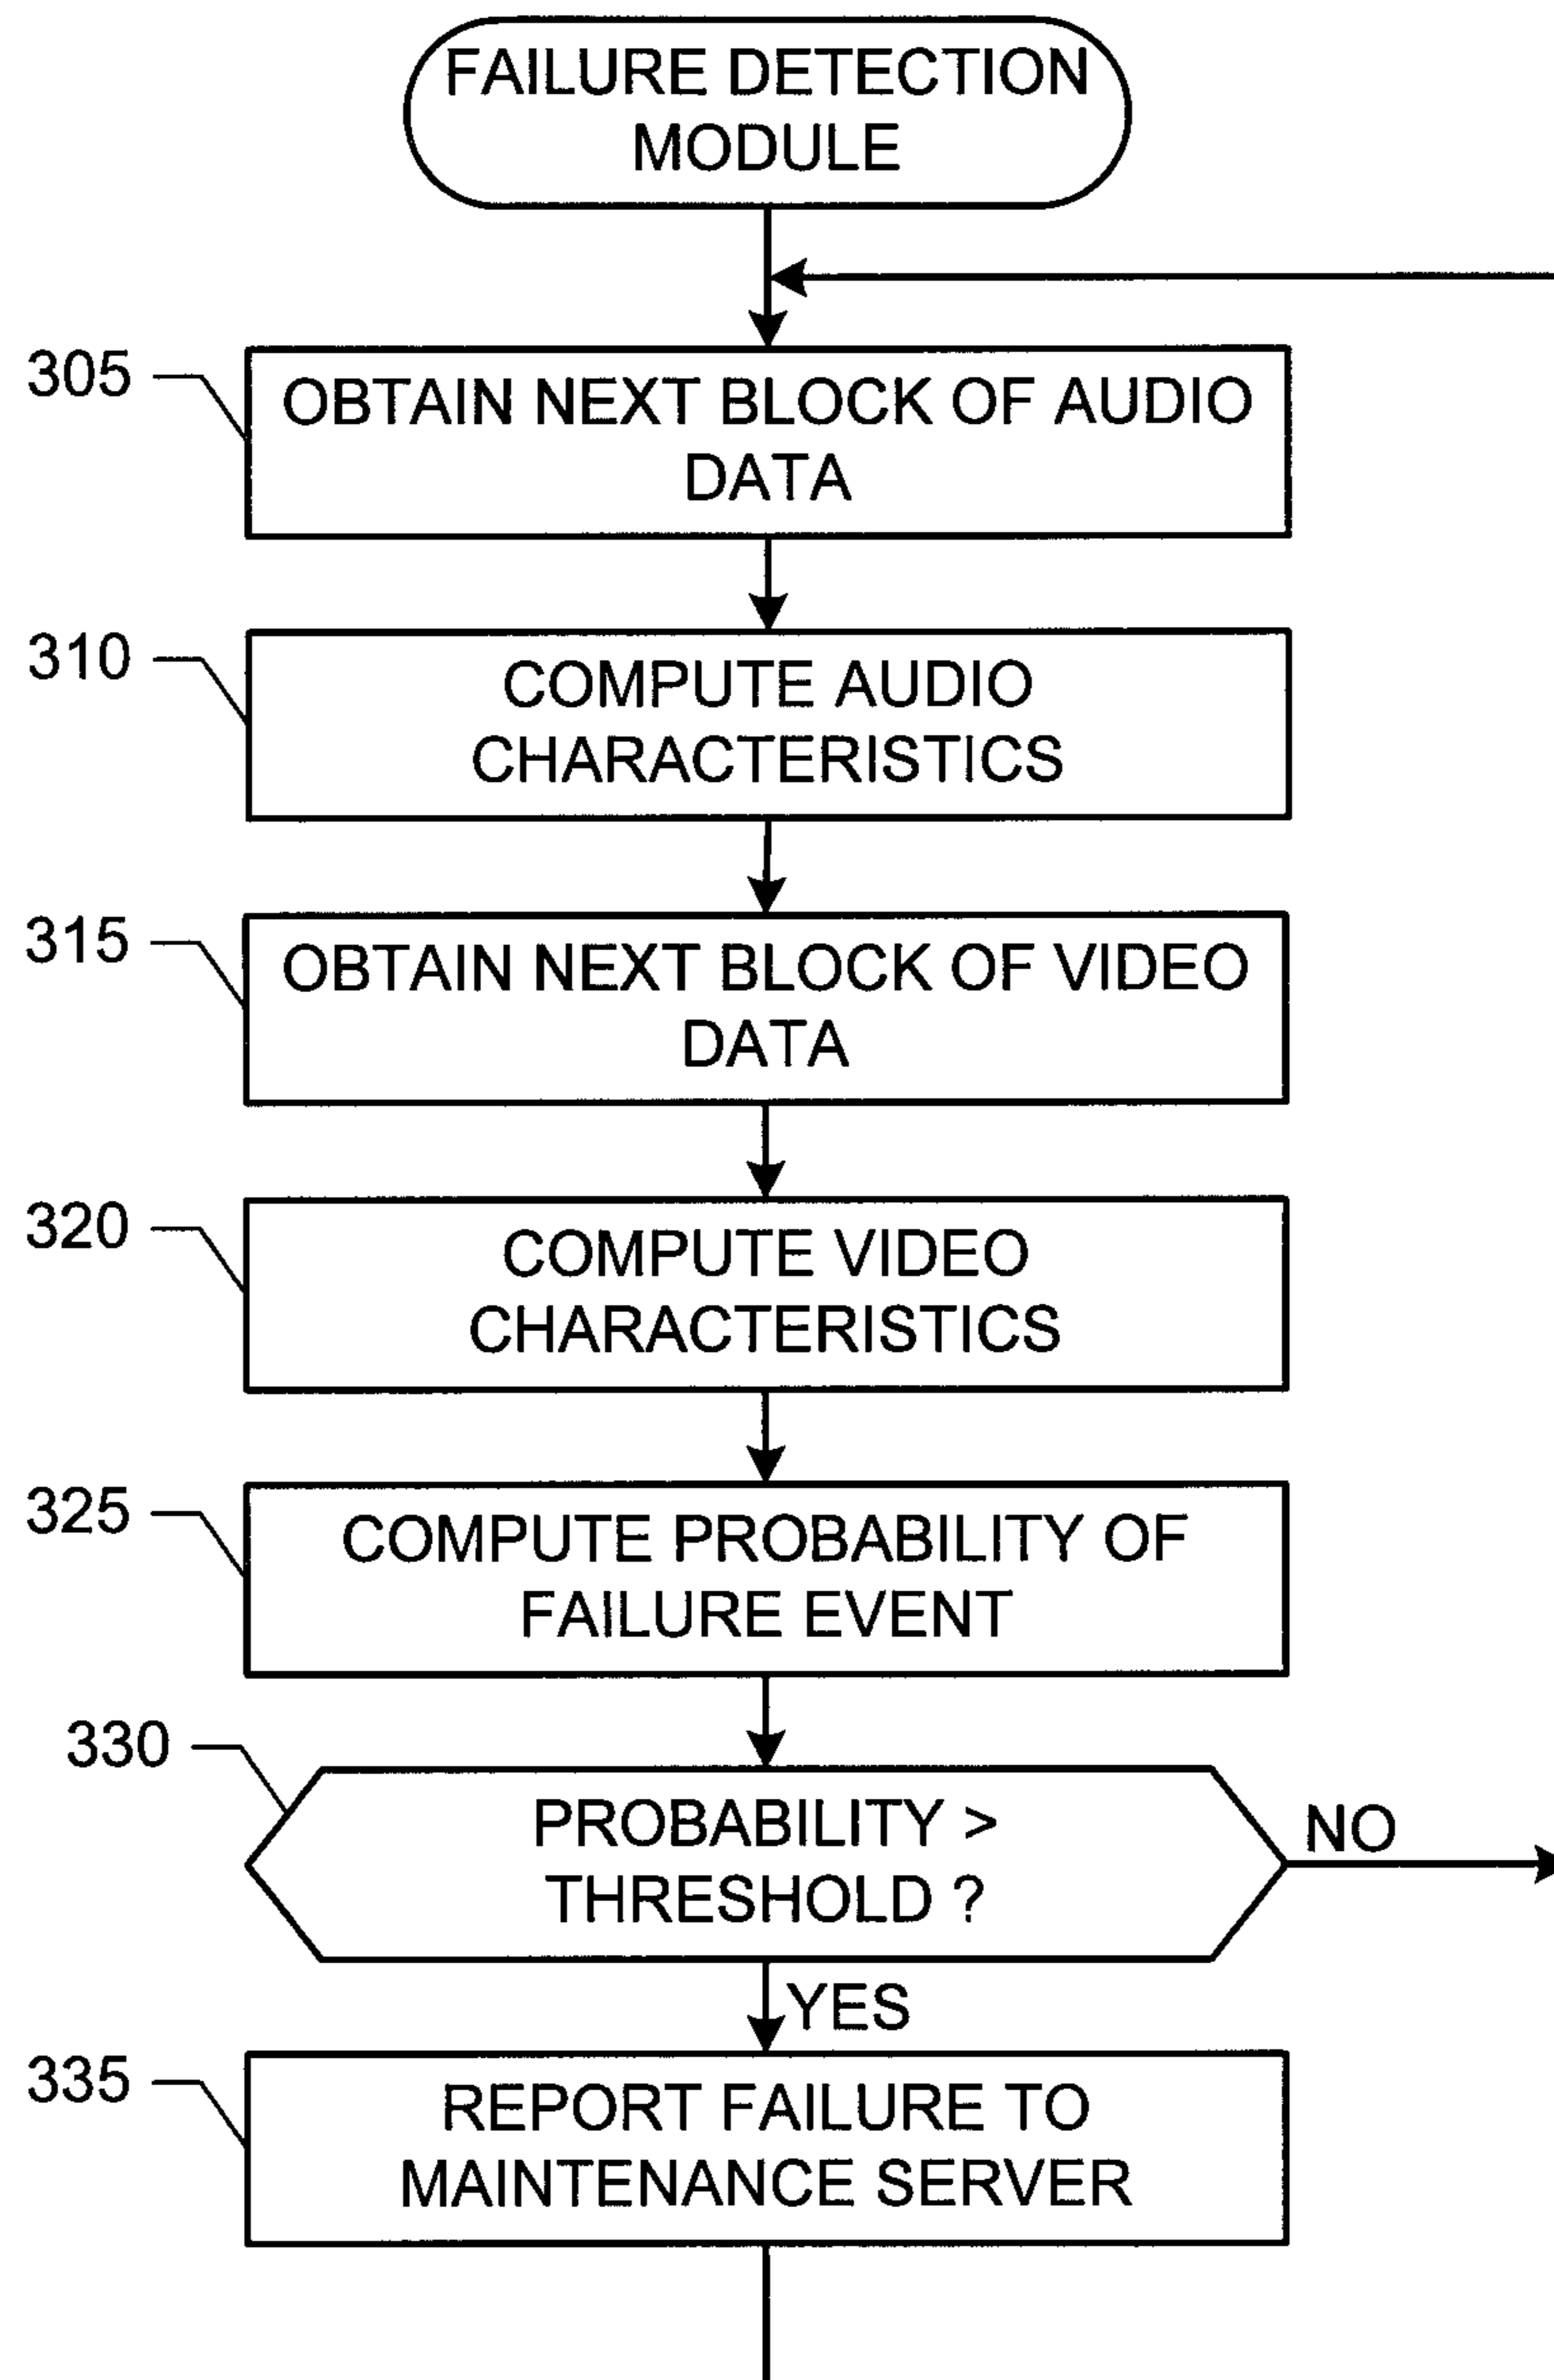 FAILURE DETECTION
MODULE
305
OBTAIN NEXT BLOCK OF AUDIO
DATA
310
COMPUTE AUDIO
CHARACTERISTICS
315
OBTAIN NEXT BLOCK OF VIDEO
DATA
320
COMPUTE VIDEO
CHARACTERISTICS
325
COMPUTE PROBABILITY OF
FAILURE EVENT
330
PROBABILITY >
THRESHOLD ?
NO
YES
335
REPORT FAILURE TO
MAINTENANCE SERVER